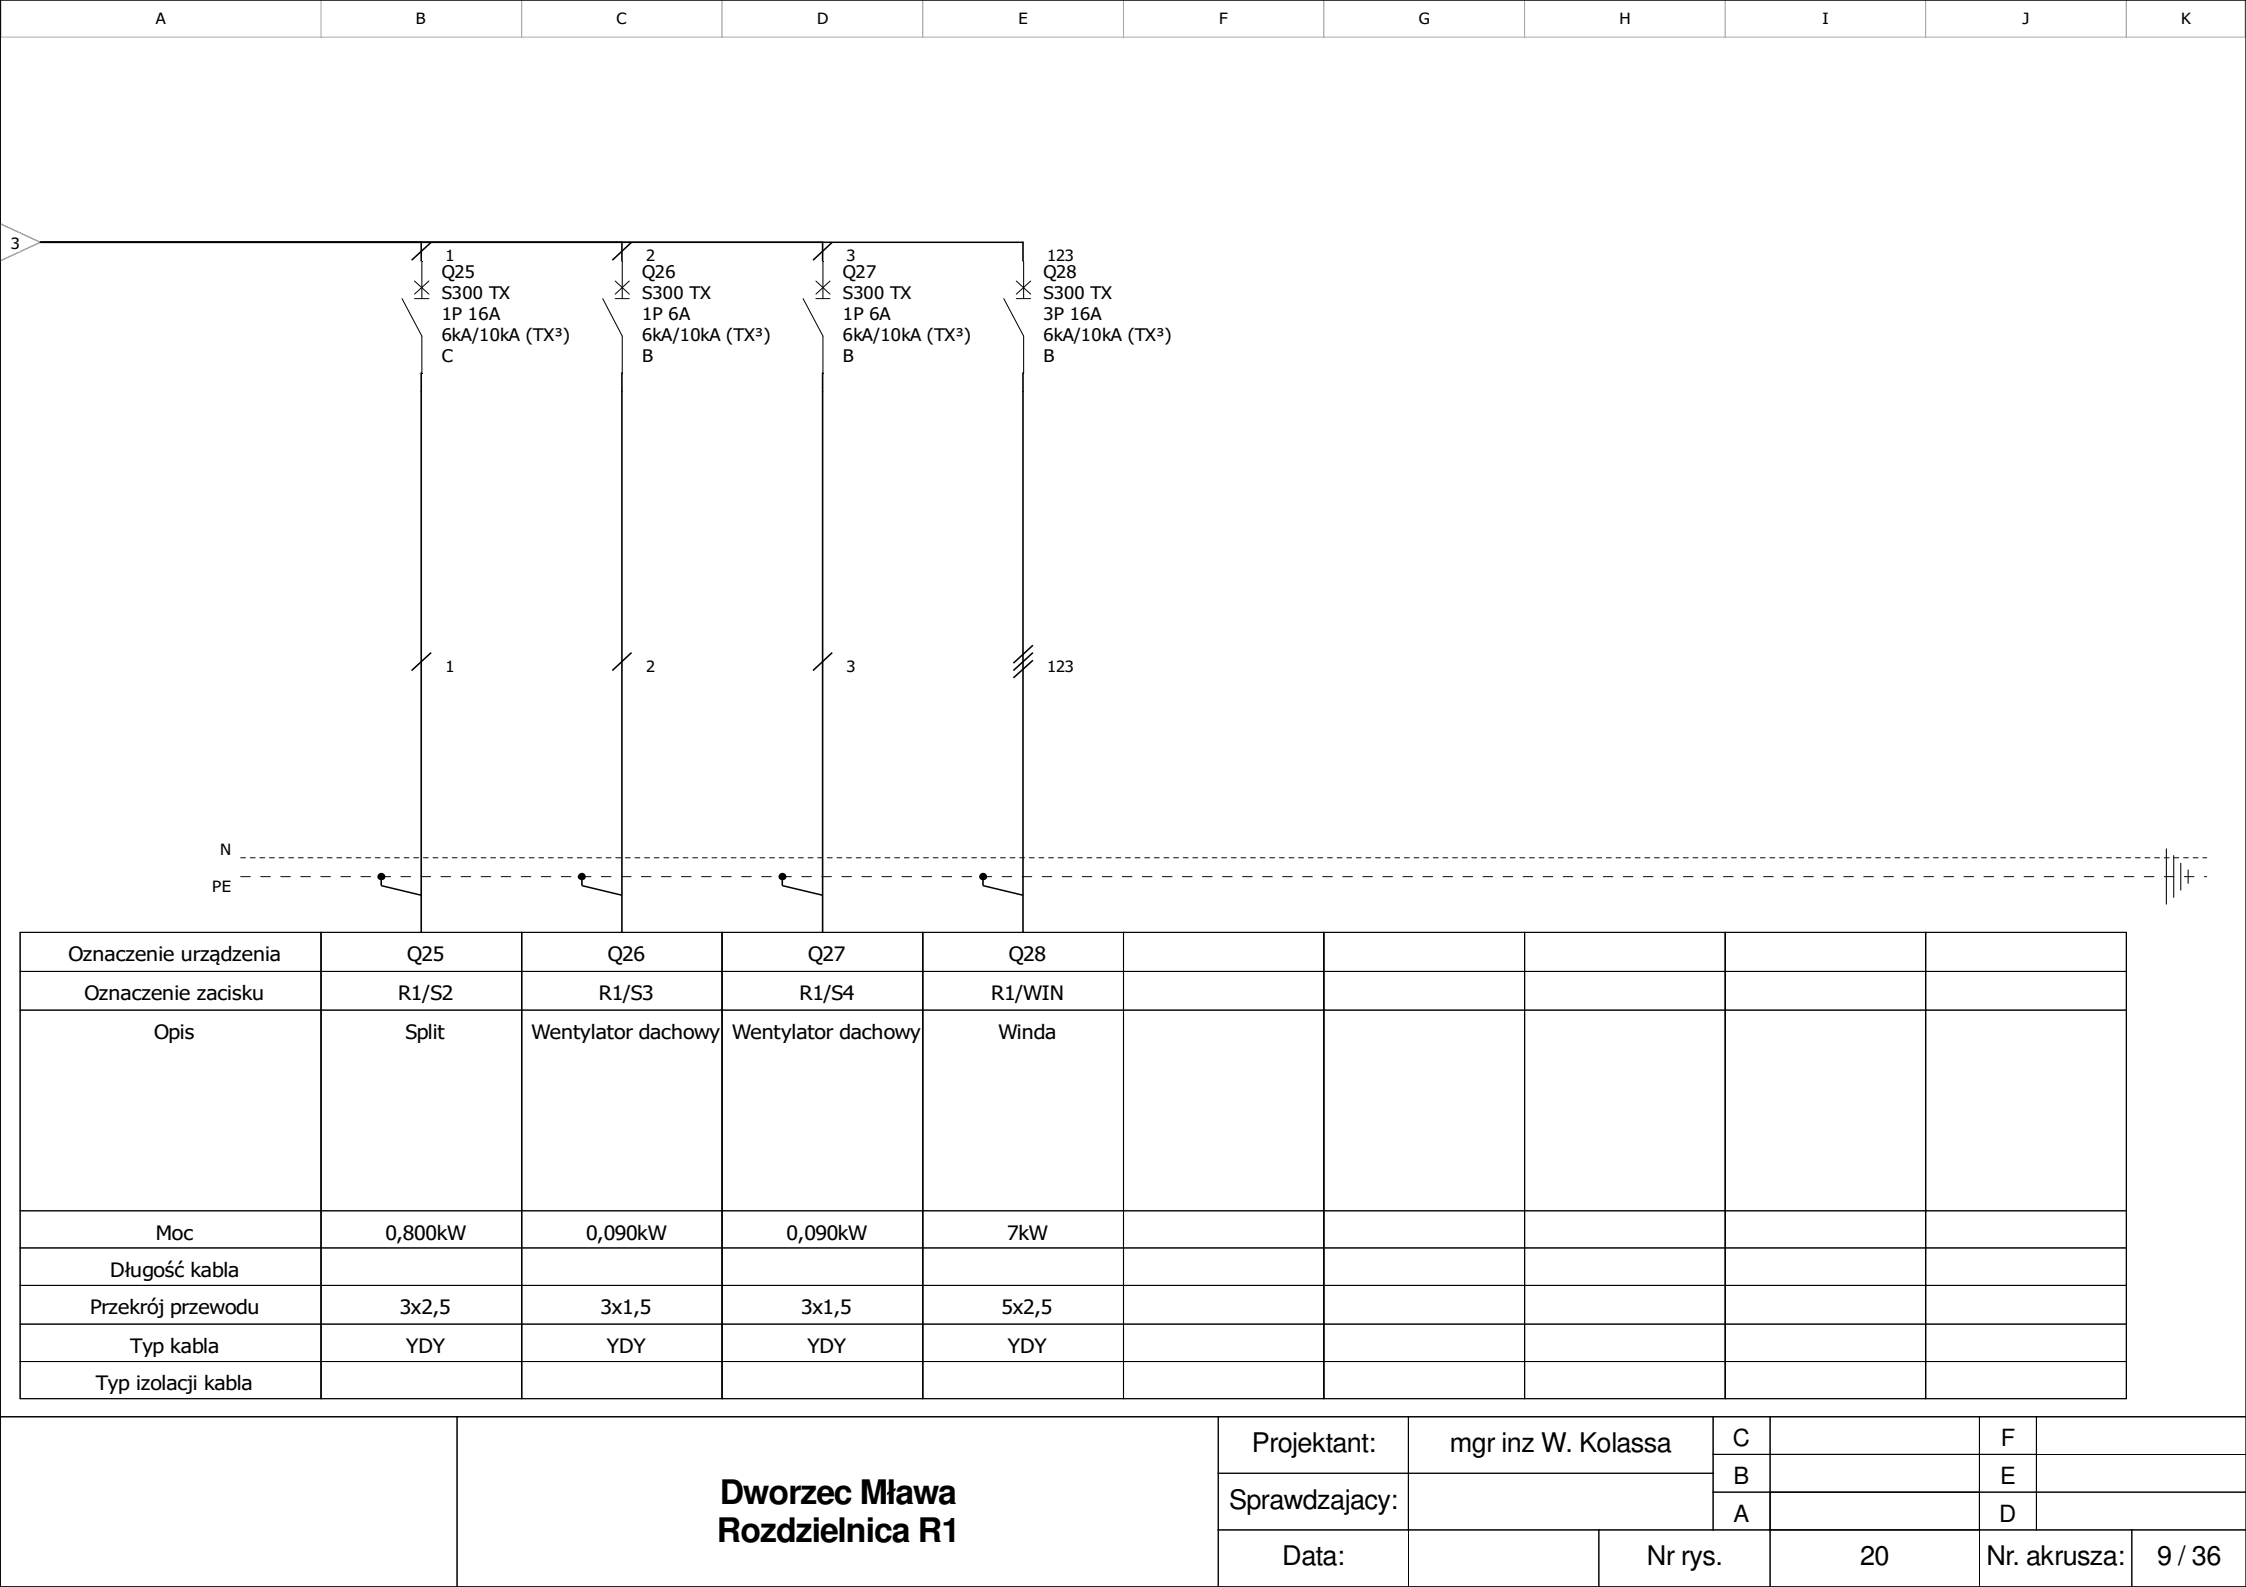 A B C D E F G H I J K
3
1 2 3 123
Q25 Q26 Q27 Q28
S300 TX S300 TX S300 TX S300 TX
1P 16A 1P 6A 1P 6A 3P 16A
6kA/10kA (TX³) 6kA/10kA (TX³) 6kA/10kA (TX³) 6kA/10kA (TX³)
C B B B
1 2 3 123
N
PE
Oznaczenie urządzenia Q25 Q26 Q27 Q28
Oznaczenie zacisku R1/S2 R1/S3 R1/S4 R1/WIN
Opis Split Wentylator dachowy Wentylator dachowy Winda
Moc 0,800kW 0,090kW 0,090kW 7kW
Długość kabla
Przekrój przewodu 3x2,5 3x1,5 3x1,5 5x2,5
Typ kabla YDY YDY YDY YDY
Typ izolacji kabla
Dworzec Mława
Rozdzielnica R1
Projektant: mgr inz W. Kolassa C F
B E
Sprawdzajacy:
A D
Data: Nr rys. 20 Nr. akrusza: 9 / 36